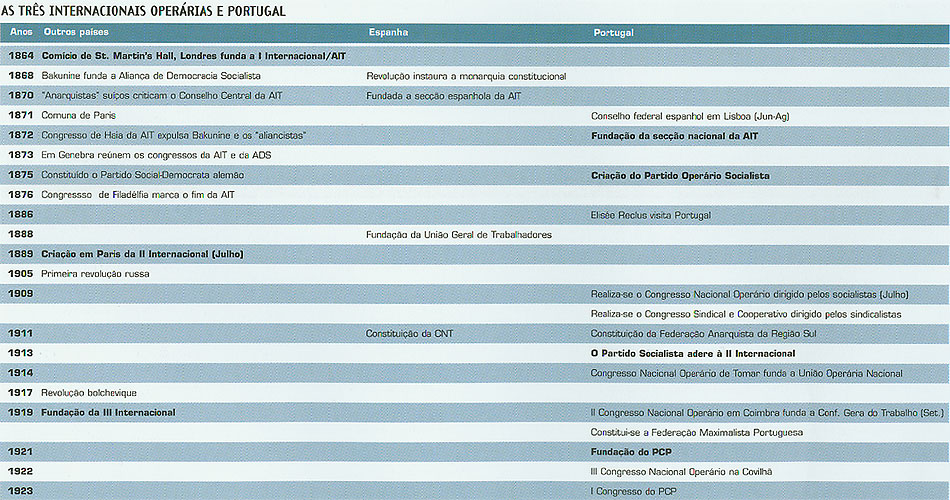 AS TRÊS INTERNACIONAIS OPERÁRIAS E PORTUGAL
Anos Outros países Espanha Portugal
1864 Comício de St. Martin's Hall, Londres funda a I Internacional/AIT
1868 Bakunine funda a Aliança de Democracia Socialista Revolução instaura a monarquia constitucional
1870 "Anarquistas" suíços criticam o Conselho Central da AIT Fundada a secção espanhola da AIT
1871 Comuna de Paris Conselho federal espanhol em Lisboa (Jun-Ag)
1872 Congresso de Haia da AIT expulsa Bakunine e os "aliancistas" Fundação da secção nacional da AIT
1873 Em Genebra reúnem os congressos da AIT e da ADS
1875 Constituído o Partido Social-Democrata alemão Criação do Partido Operário Socialista
1876 Congressso de Filadélfia marca o fim da AIT
1886 Elisée Reclus visita Portugal
1888 Fundação da União Geral de Trabalhadores
1889 Criação em Paris da II Internacional (Julho)
1905 Primeira revolução russa
1909 Realiza-se o Congresso Nacional Operário dirigido pelos socialistas (Julho)
Realiza-se o Congresso Sindical e Cooperativo dirigido pelos sindicalistas
1911 Constituição da CNT Constituição da Federação Anarquista da Região Sul
1913 O Partido Socialista adere à II Internacional
1914 Congresso Nacional Operário de Tomar funda a União Operária Nacional
1917 Revolução bolchevique
1919 Fundação da III Internacional II Congresso Nacional Operário em Coimbra funda a Conf. Gera do Trabalho (Set.)
Constitui-se a Federação Maximalista Portuguesa
1921 Fundação do PCP
1922 III Congresso Nacional Operário na Covilhã
1923 I Congresso do PCP